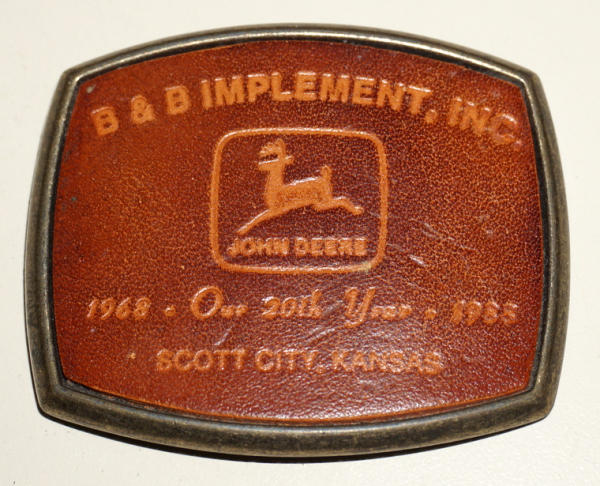 B & B IMPLEMENT, INC.
JOHN DEERE
1968 · Our 20th Year · 1988
SCOTT CITY, KANSAS